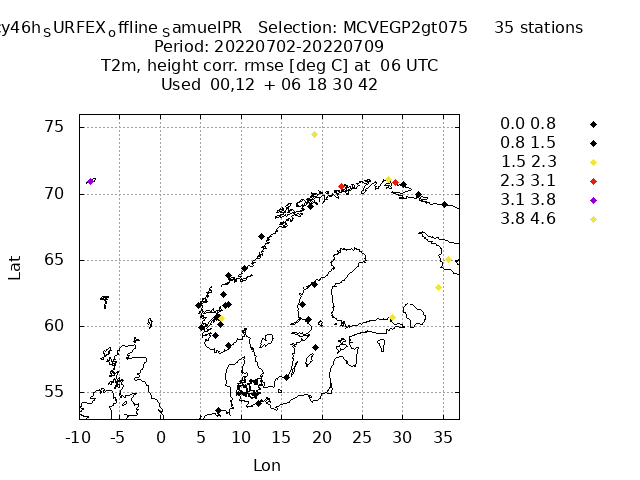 cy46h_SURFEX_offline_SamuelPR Selection: MCVEGP2gt075 35 stations
Period: 20220702-20220709
T2m, height corr. rmse [deg C] at 06 UTC
Used 00,12 + 06 18 30 42
0.0 0.8
0.8 1.5
1.5 2.3
2.3 3.1
3.1 3.8
3.8 4.6
75
70
65
60
55
Lat
-10 -5 0 5 10 15 20 25 30 35
Lon